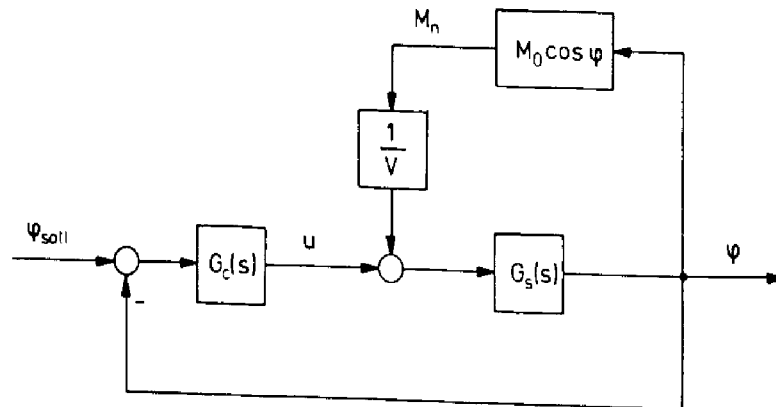 Mn
M0 cos φ
1
V
φsoll
Gc(s)
u
Gs(s)
φ
-